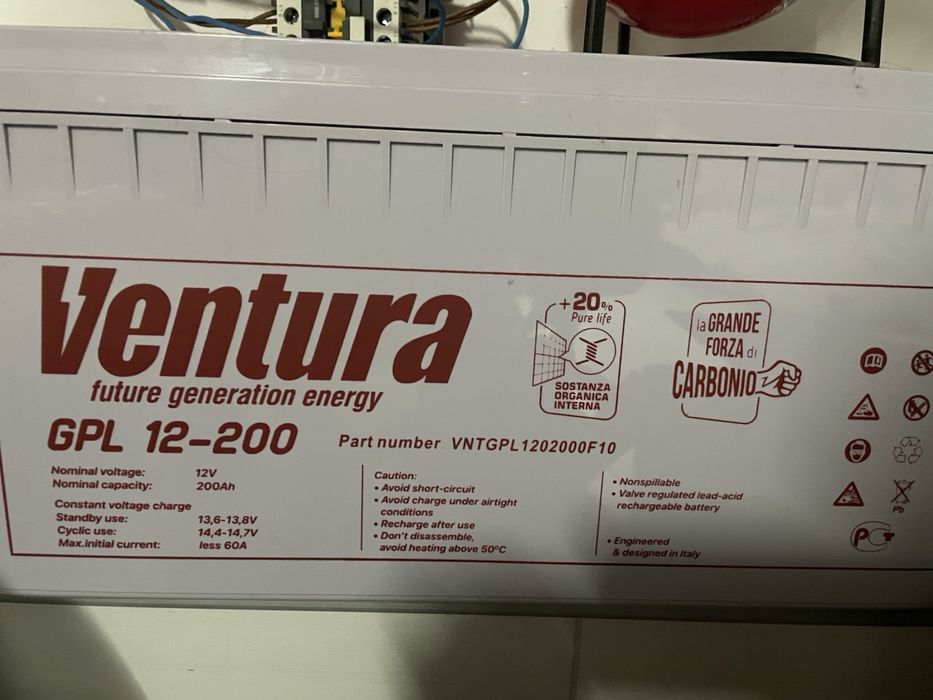 Ventura
future generation energy
GPL 12-200
Part number: VNTGPL1202000F10
Nominal voltage: 12V
Nominal capacity: 200Ah
Constant voltage charge
Standby use: 13,6-13,8V
Cyclic use: 14,4-14,7V
Max.initial current: less 60A
Caution:
• Avoid short-circuit
• Avoid charge under airtight
conditions
• Recharge after use
• Don't disassemble,
avoid heating above 50ºC
• Nonspillable
• Valve regulated lead-acid
rechargeable battery
• Engineered
& designed in Italy
+20%
Pure life
SOSTANZA
ORGANICA
INTERNA
la GRANDE
FORZA di
CARBONIO
Pb
РСТ